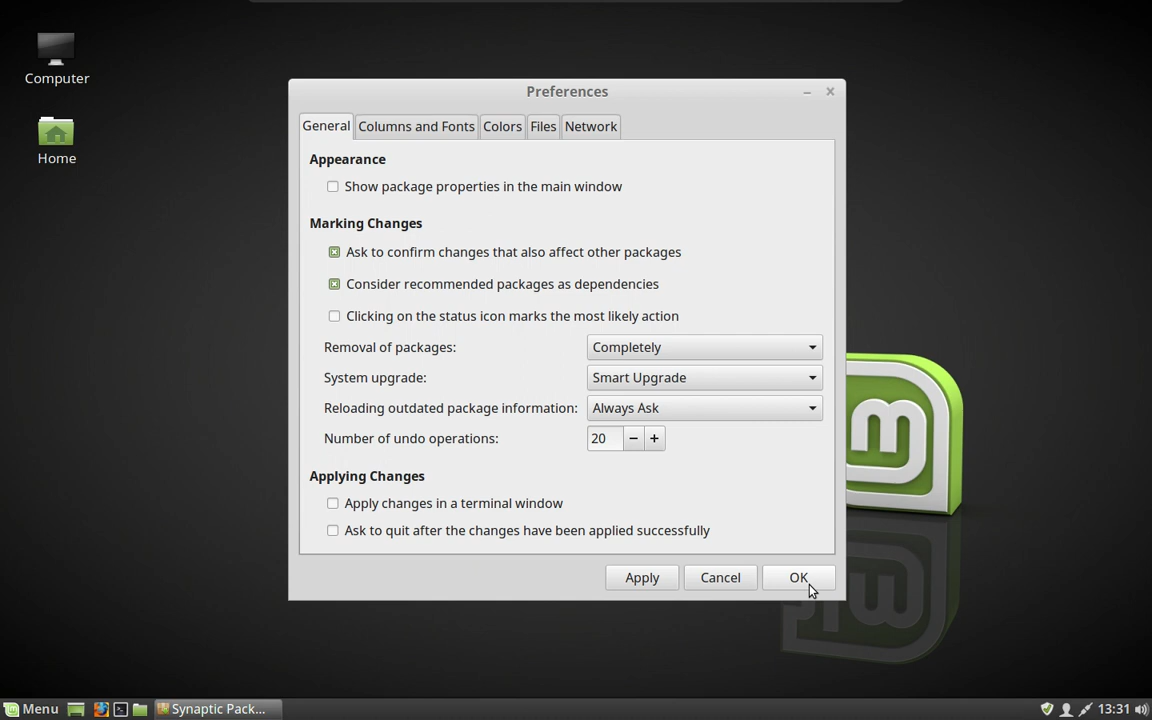 Computer
Home
Preferences
General Columns and Fonts Colors Files Network
Appearance
Show package properties in the main window
Marking Changes
Ask to confirm changes that also affect other packages
Consider recommended packages as dependencies
Clicking on the status icon marks the most likely action
Removal of packages: Completely
System upgrade: Smart Upgrade
Reloading outdated package information: Always Ask
Number of undo operations: 20
Applying Changes
Apply changes in a terminal window
Ask to quit after the changes have been applied successfully
Apply Cancel OK
Menu Synaptic Pack... 13:31